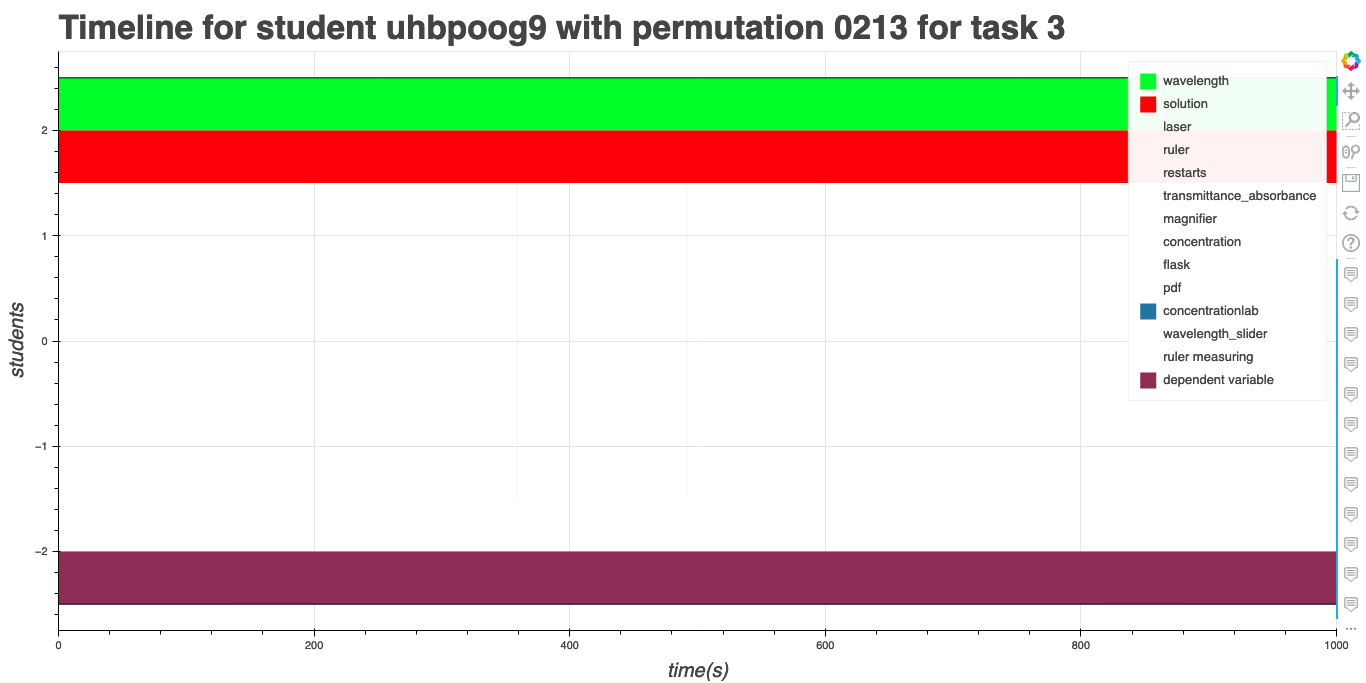 Timeline for student uhbpoog9 with permutation 0213 for task 3
wavelength
solution
laser
ruler
restarts
transmittance_absorbance
magnifier
concentration
flask
pdf
concentrationlab
wavelength_slider
ruler measuring
dependent variable
students
2
1
0
−1
−2
0 200 400 600 800 1000
time(s)